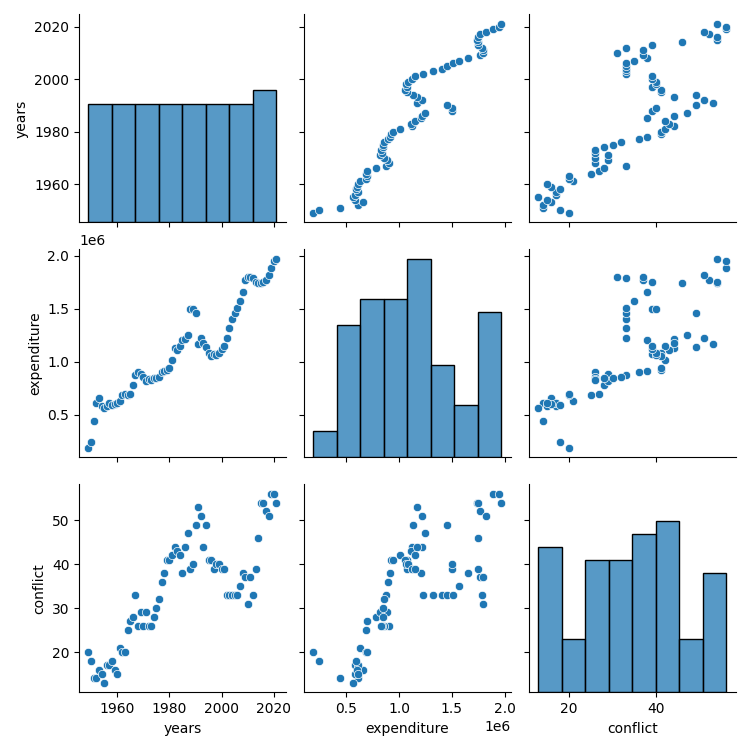 2020
2000
1980
1960
years
1e6
2.0
1.5
1.0
0.5
expenditure
50
40
30
20
conflict
1960 1980 2000 2020
years
0.5 1.0 1.5 2.0
1e6
expenditure
20 40
conflict